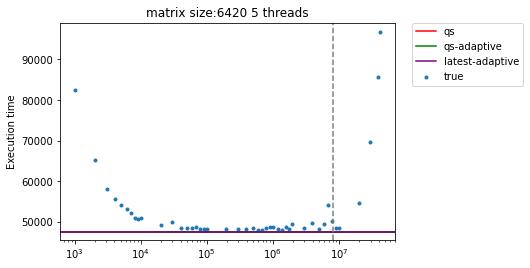 matrix size:6420 5 threads
qs
qs-adaptive
latest-adaptive
true
Execution time
90000
80000
70000
60000
50000
10³
10⁴
10⁵
10⁶
10⁷